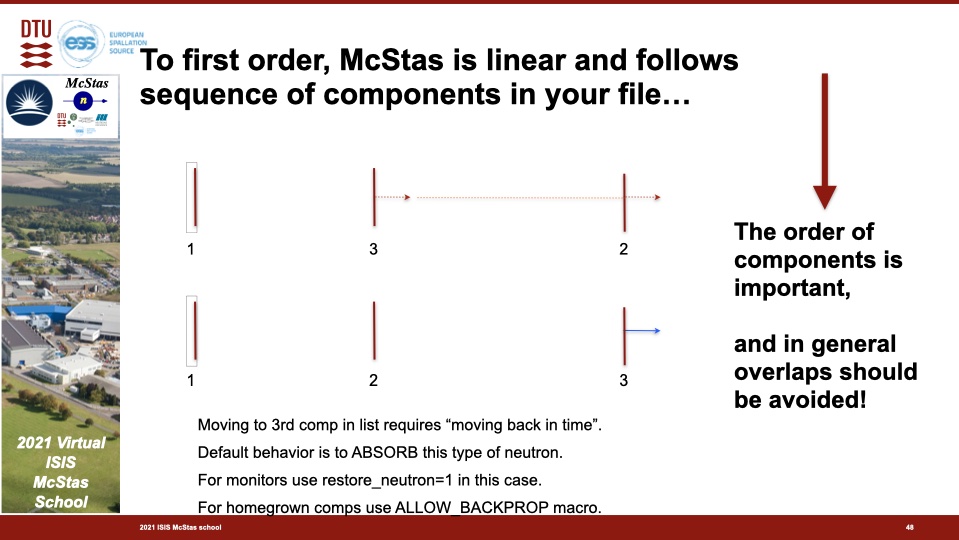 DTU
ess
EUROPEAN
SPALLATION
SOURCE
To first order, McStas is linear and follows
sequence of components in your file…
McStas
n
DTU
ess
1
3
2
The order of
components is
important,
and in general
overlaps should
be avoided!
1
2
3
Moving to 3rd comp in list requires “moving back in time”.
Default behavior is to ABSORB this type of neutron.
For monitors use restore_neutron=1 in this case.
For homegrown comps use ALLOW_BACKPROP macro.
2021 Virtual
ISIS
McStas
School
2021 ISIS McStas school
48